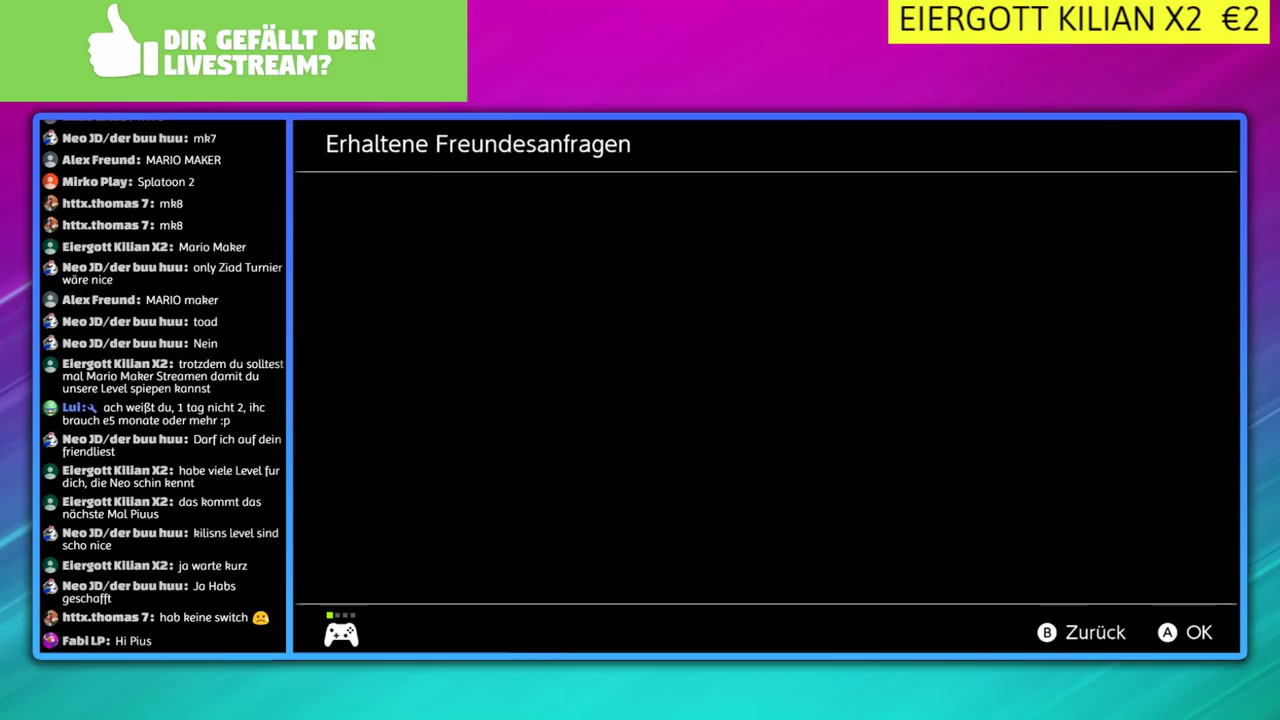 DIR GEFÄLLT DER
LIVESTREAM?
EIERGOTT KILIAN X2 €2
Neo JD/der buu huu: mk7
Alex Freund: MARIO MAKER
Mirko Play: Splatoon 2
httx.thomas 7: mk8
httx.thomas 7: mk8
Eiergott Kilian X2: Mario Maker
Neo JD/der buu huu: only Ziad Turnier
wäre nice
Alex Freund: MARIO maker
Neo JD/der buu huu: toad
Neo JD/der buu huu: Nein
Eiergott Kilian X2: trotzdem du solltest
mal Mario Maker Streamen damit du
unsere Level spiepen kannst
Lui: ach weißt du, 1 tag nicht 2, ihc
brauch e5 monate oder mehr :p
Neo JD/der buu huu: Darf ich auf dein
friendliest
Eiergott Kilian X2: habe viele Level fur
dich, die Neo schin kennt
Eiergott Kilian X2: das kommt das
nächste Mal Piuus
Neo JD/der buu huu: kilisns level sind
scho nice
Eiergott Kilian X2: ja warte kurz
Neo JD/der buu huu: Ja Habs
geschafft
httx.thomas 7: hab keine switch 🙁
Fabi LP: Hi Pius
Erhaltene Freundesanfragen
B Zurück A OK